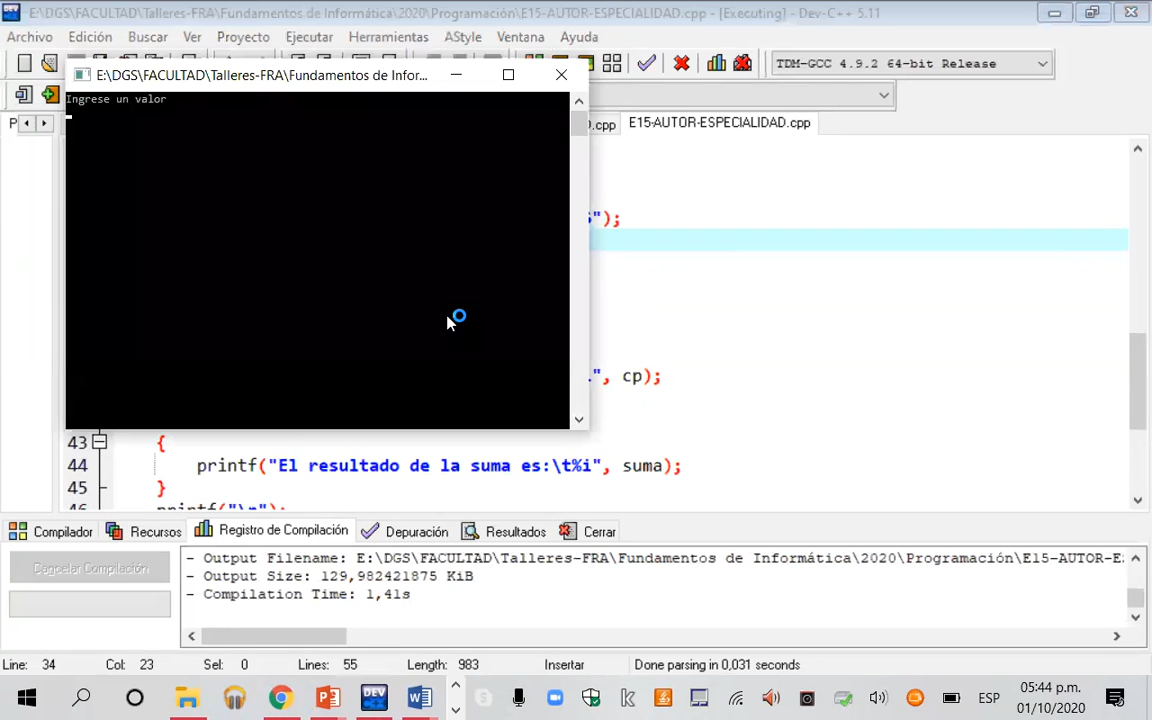 E:\DGS\FACULTAD\Talleres-FRA\Fundamentos de Informática\2020\Programación\E15-AUTOR-ESPECIALIDAD.cpp - [Executing] - Dev-C++ 5.11
Archivo Edición Buscar Ver Proyecto Ejecutar Herramientas AStyle Ventana Ayuda
TDM-GCC 4.9.2 64-bit Release
E:\DGS\FACULTAD\Talleres-FRA\Fundamentos de Infor...
Ingrese un valor
.cpp E15-AUTOR-ESPECIALIDAD.cpp
");
", cp);
43 {
44 printf("El resultado de la suma es:\t%i", suma);
45 }
46 printf("\n");
Compilador Recursos Registro de Compilación Depuración Resultados Cerrar
Cancelar Compilación
- Output Filename: E:\DGS\FACULTAD\Talleres-FRA\Fundamentos de Informática\2020\Programación\E15-AUTOR-E
- Output Size: 129,982421875 KiB
- Compilation Time: 1,41s
Line: 34 Col: 23 Sel: 0 Lines: 55 Length: 983 Insertar Done parsing in 0,031 seconds
ESP
05:44 p.m.
01/10/2020